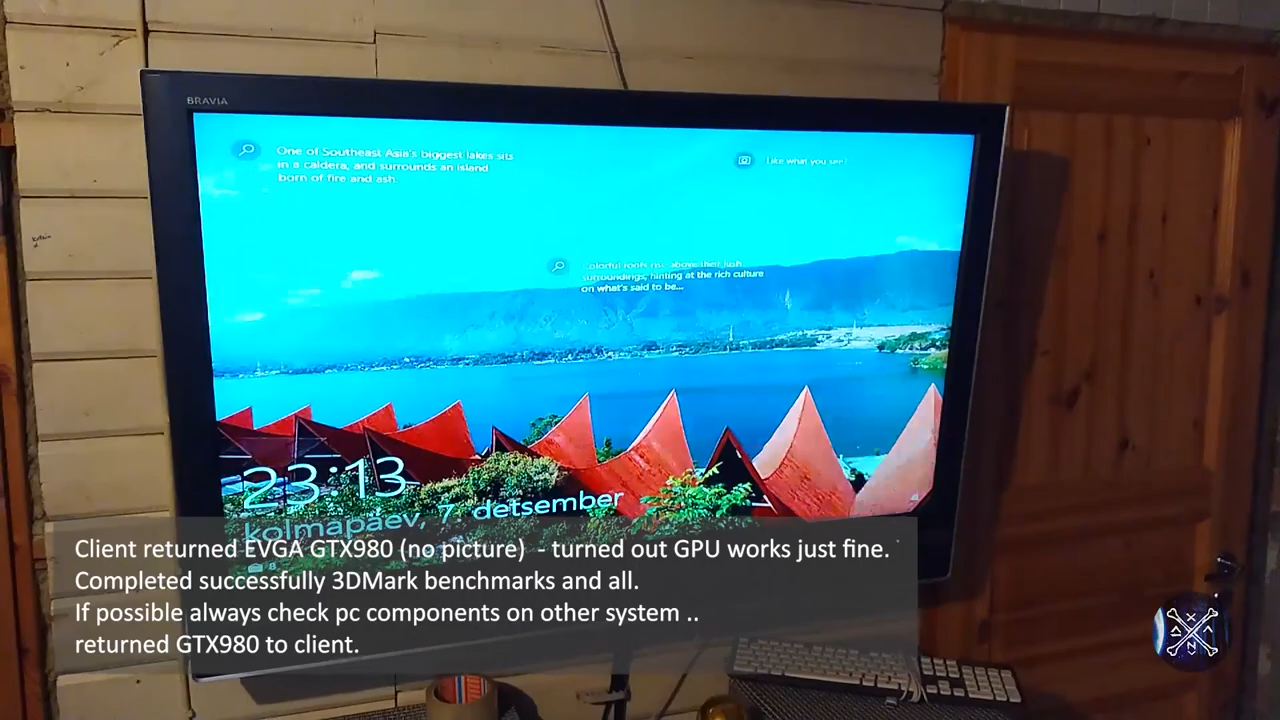 BRAVIA
One of Southeast Asia's biggest lakes sits
in a caldera, and surrounds an island
born of fire and ash.
Like what you see?
Colorful roofs rise above their lush
surroundings, hinting at the rich culture
on what's said to be...
23:13
kolmapäev, 7. detsember
8
Client returned EVGA GTX980 (no picture) - turned out GPU works just fine.
Completed successfully 3DMark benchmarks and all.
If possible always check pc components on other system ..
returned GTX980 to client.